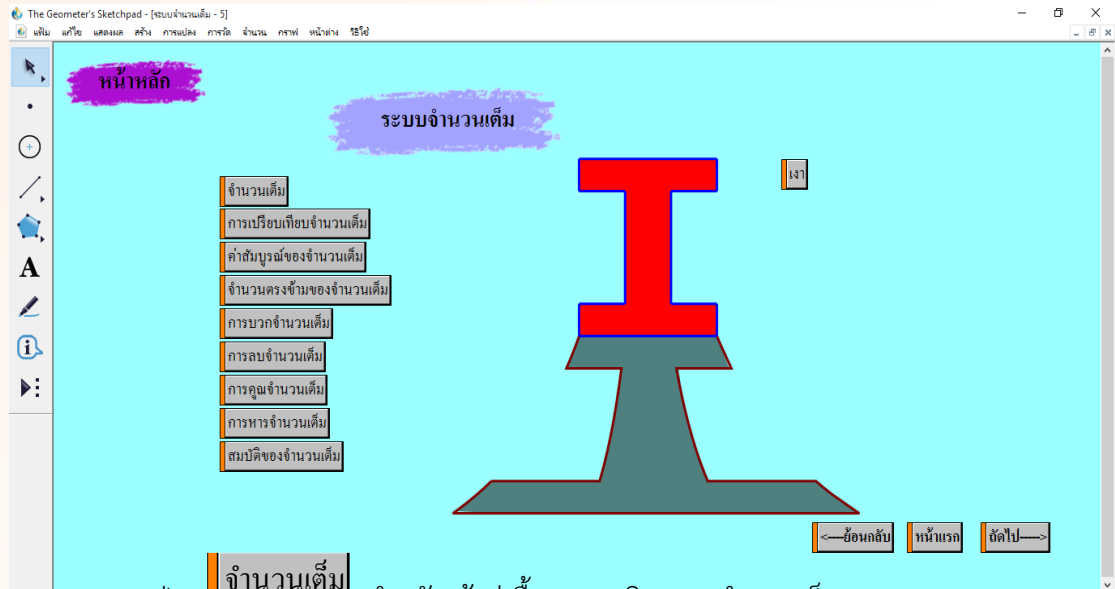 The Geometer's Sketchpad - [ระบบจำนวนเต็ม - 5]
แฟ้ม แก้ไข แสดงผล สร้าง การแปลง การวัด จำนวน กราฟ หน้าต่าง วิธีใช้
หน้าหลัก
ระบบจำนวนเต็ม
เงา
จำนวนเต็ม
การเปรียบเทียบจำนวนเต็ม
ค่าสัมบูรณ์ของจำนวนเต็ม
จำนวนตรงข้ามของจำนวนเต็ม
การบวกจำนวนเต็ม
การลบจำนวนเต็ม
การคูณจำนวนเต็ม
การหารจำนวนเต็ม
สมบัติของจำนวนเต็ม
<----ย้อนกลับ หน้าแรก ถัดไป----->
จำนวนเต็ม